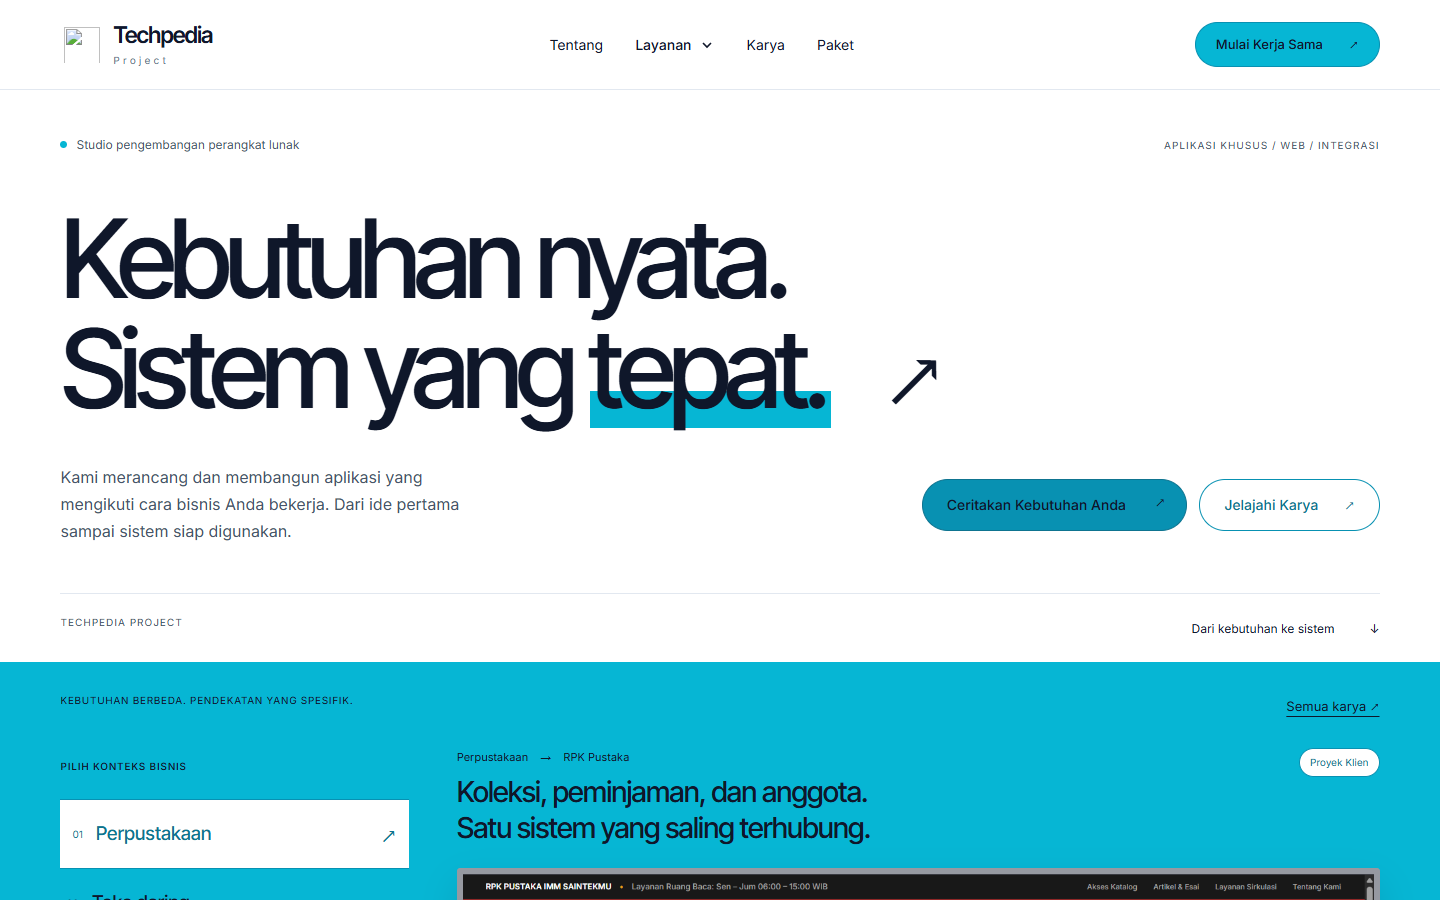 Techpedia
Project
Tentang
Layanan
Karya
Paket
Mulai Kerja Sama ↗
Studio pengembangan perangkat lunak
APLIKASI KHUSUS / WEB / INTEGRASI
Kebutuhan nyata.
Sistem yang tepat. ↗
Kami merancang dan membangun aplikasi yang
mengikuti cara bisnis Anda bekerja. Dari ide pertama
sampai sistem siap digunakan.
Ceritakan Kebutuhan Anda ↗
Jelajahi Karya ↗
TECHPEDIA PROJECT
Dari kebutuhan ke sistem ↓
KEBUTUHAN BERBEDA. PENDEKATAN YANG SPESIFIK.
Semua karya ↗
PILIH KONTEKS BISNIS
01 Perpustakaan ↗
Toko daring
Perpustakaan → RPK Pustaka
Proyek Klien
Koleksi, peminjaman, dan anggota.
Satu sistem yang saling terhubung.
RPK PUSTAKA IMM SAINTEKMU • Layanan Ruang Baca: Sen – Jum 06:00 – 15:00 WIB
Akses Katalog
Artikel & Esai
Layanan Sirkulasi
Tentang Kami